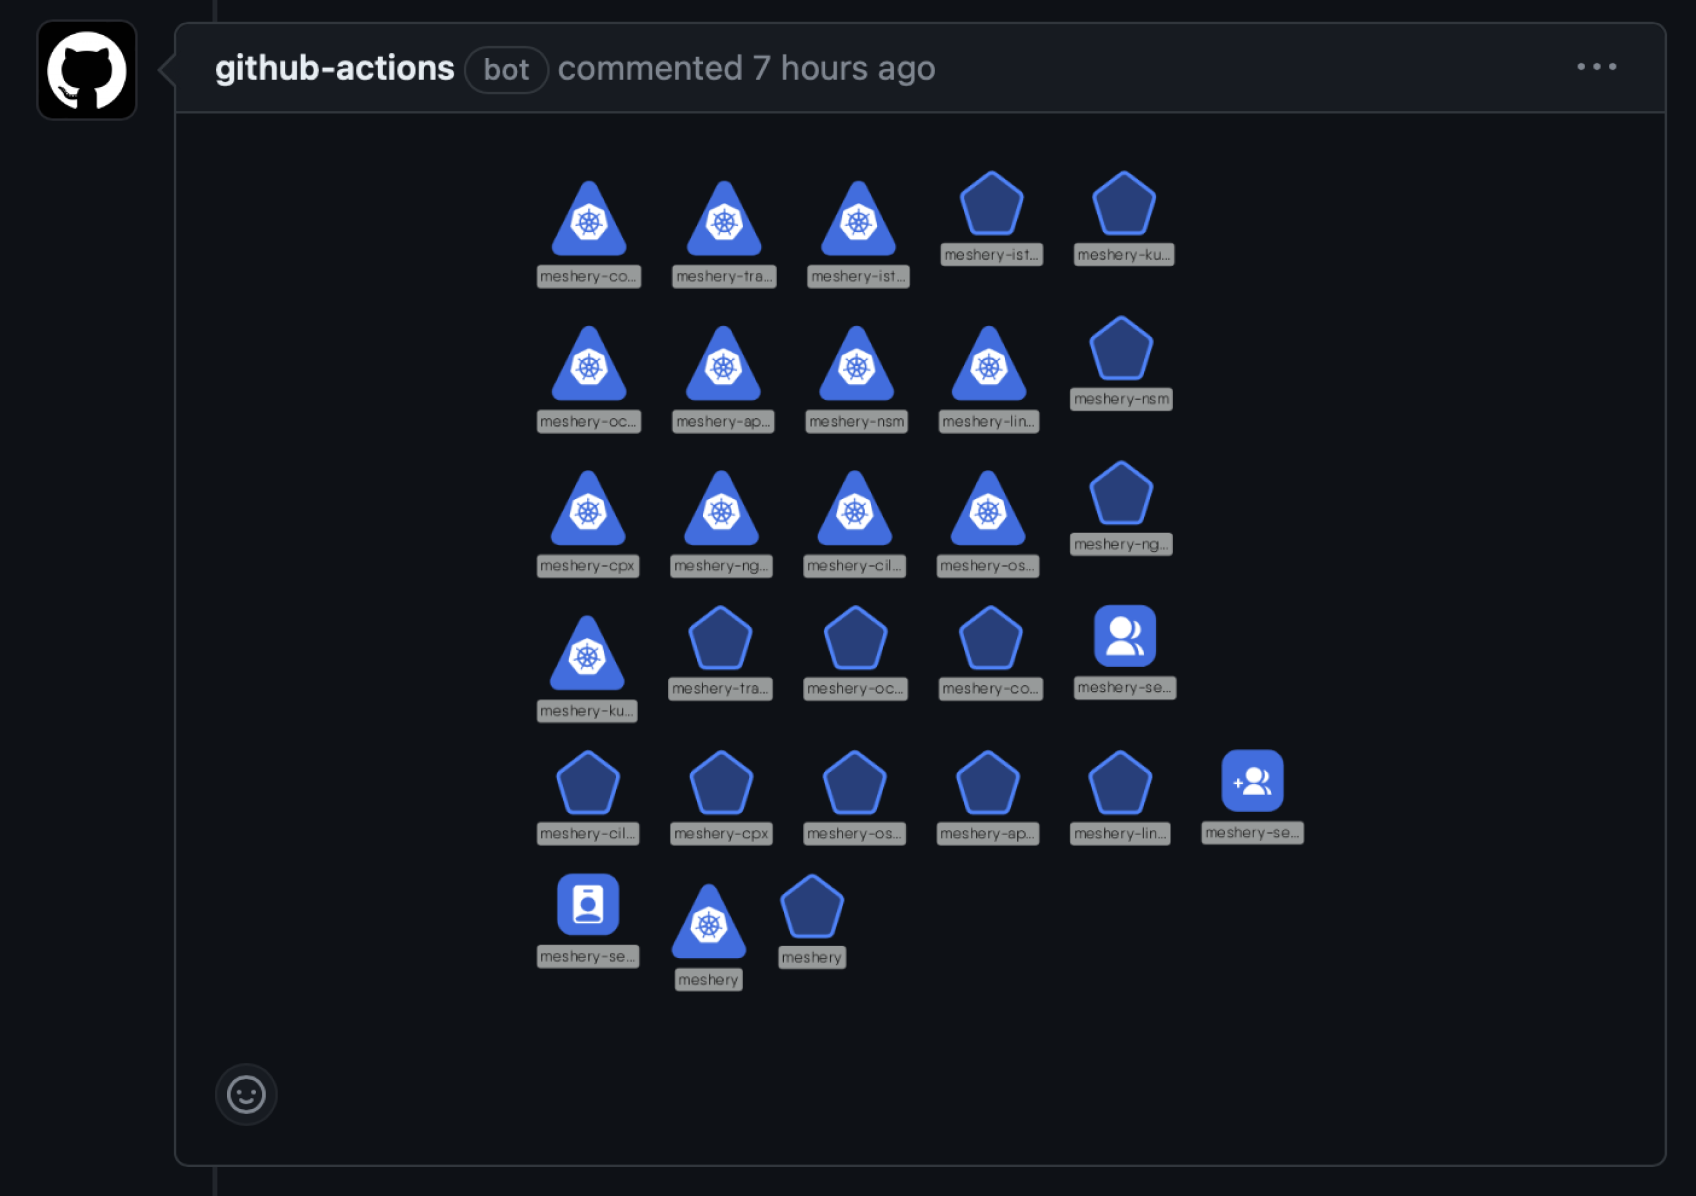 github-actions bot commented 7 hours ago
meshery-co... meshery-tra... meshery-ist... meshery-ist... meshery-ku...
meshery-oc... meshery-ap... meshery-nsm meshery-lin... meshery-nsm
meshery-cpx meshery-ng... meshery-cil... meshery-os... meshery-ng...
meshery-ku... meshery-tra... meshery-oc... meshery-co... meshery-se...
meshery-cil... meshery-cpx meshery-os... meshery-ap... meshery-lin... meshery-se...
meshery-se... meshery meshery